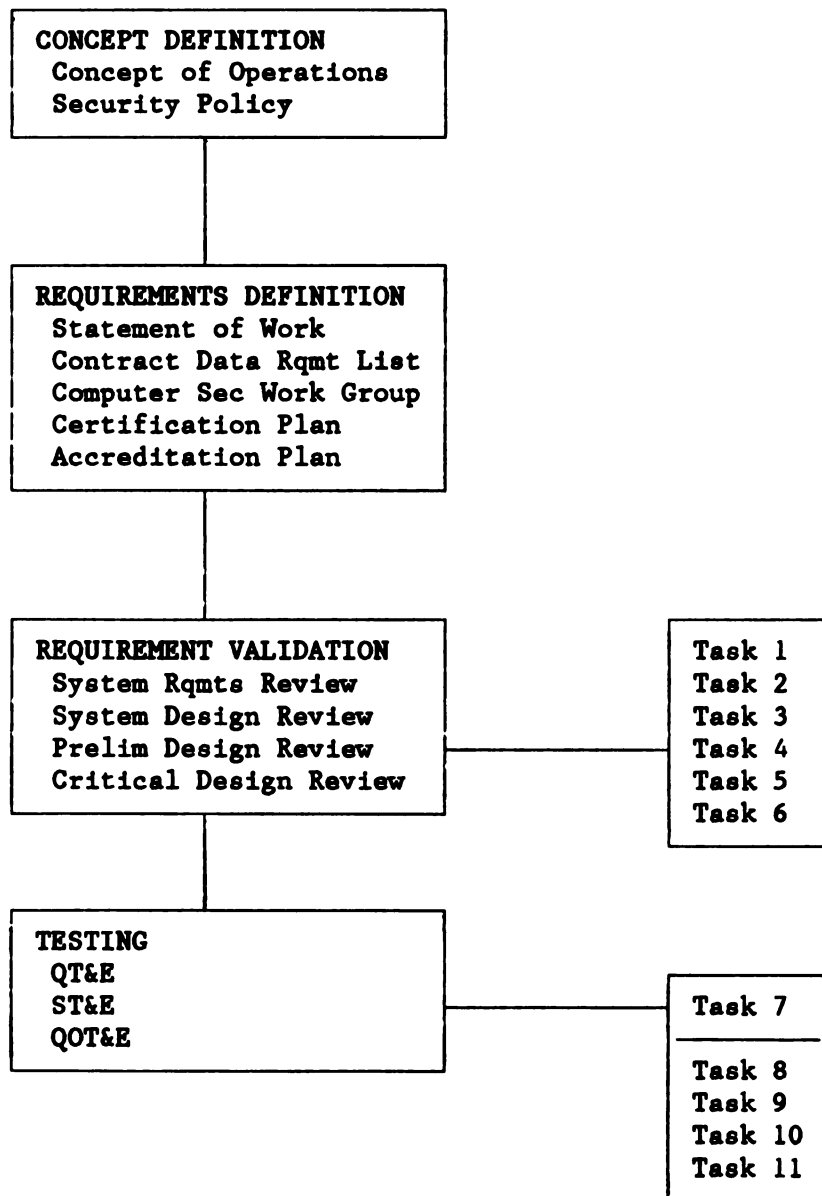 CONCEPT DEFINITION
Concept of Operations
Security Policy
REQUIREMENTS DEFINITION
Statement of Work
Contract Data Rqmt List
Computer Sec Work Group
Certification Plan
Accreditation Plan
REQUIREMENT VALIDATION
System Rqmts Review
System Design Review
Prelim Design Review
Critical Design Review
Task 1
Task 2
Task 3
Task 4
Task 5
Task 6
TESTING
QT&E
ST&E
QOT&E
Task 7
Task 8
Task 9
Task 10
Task 11